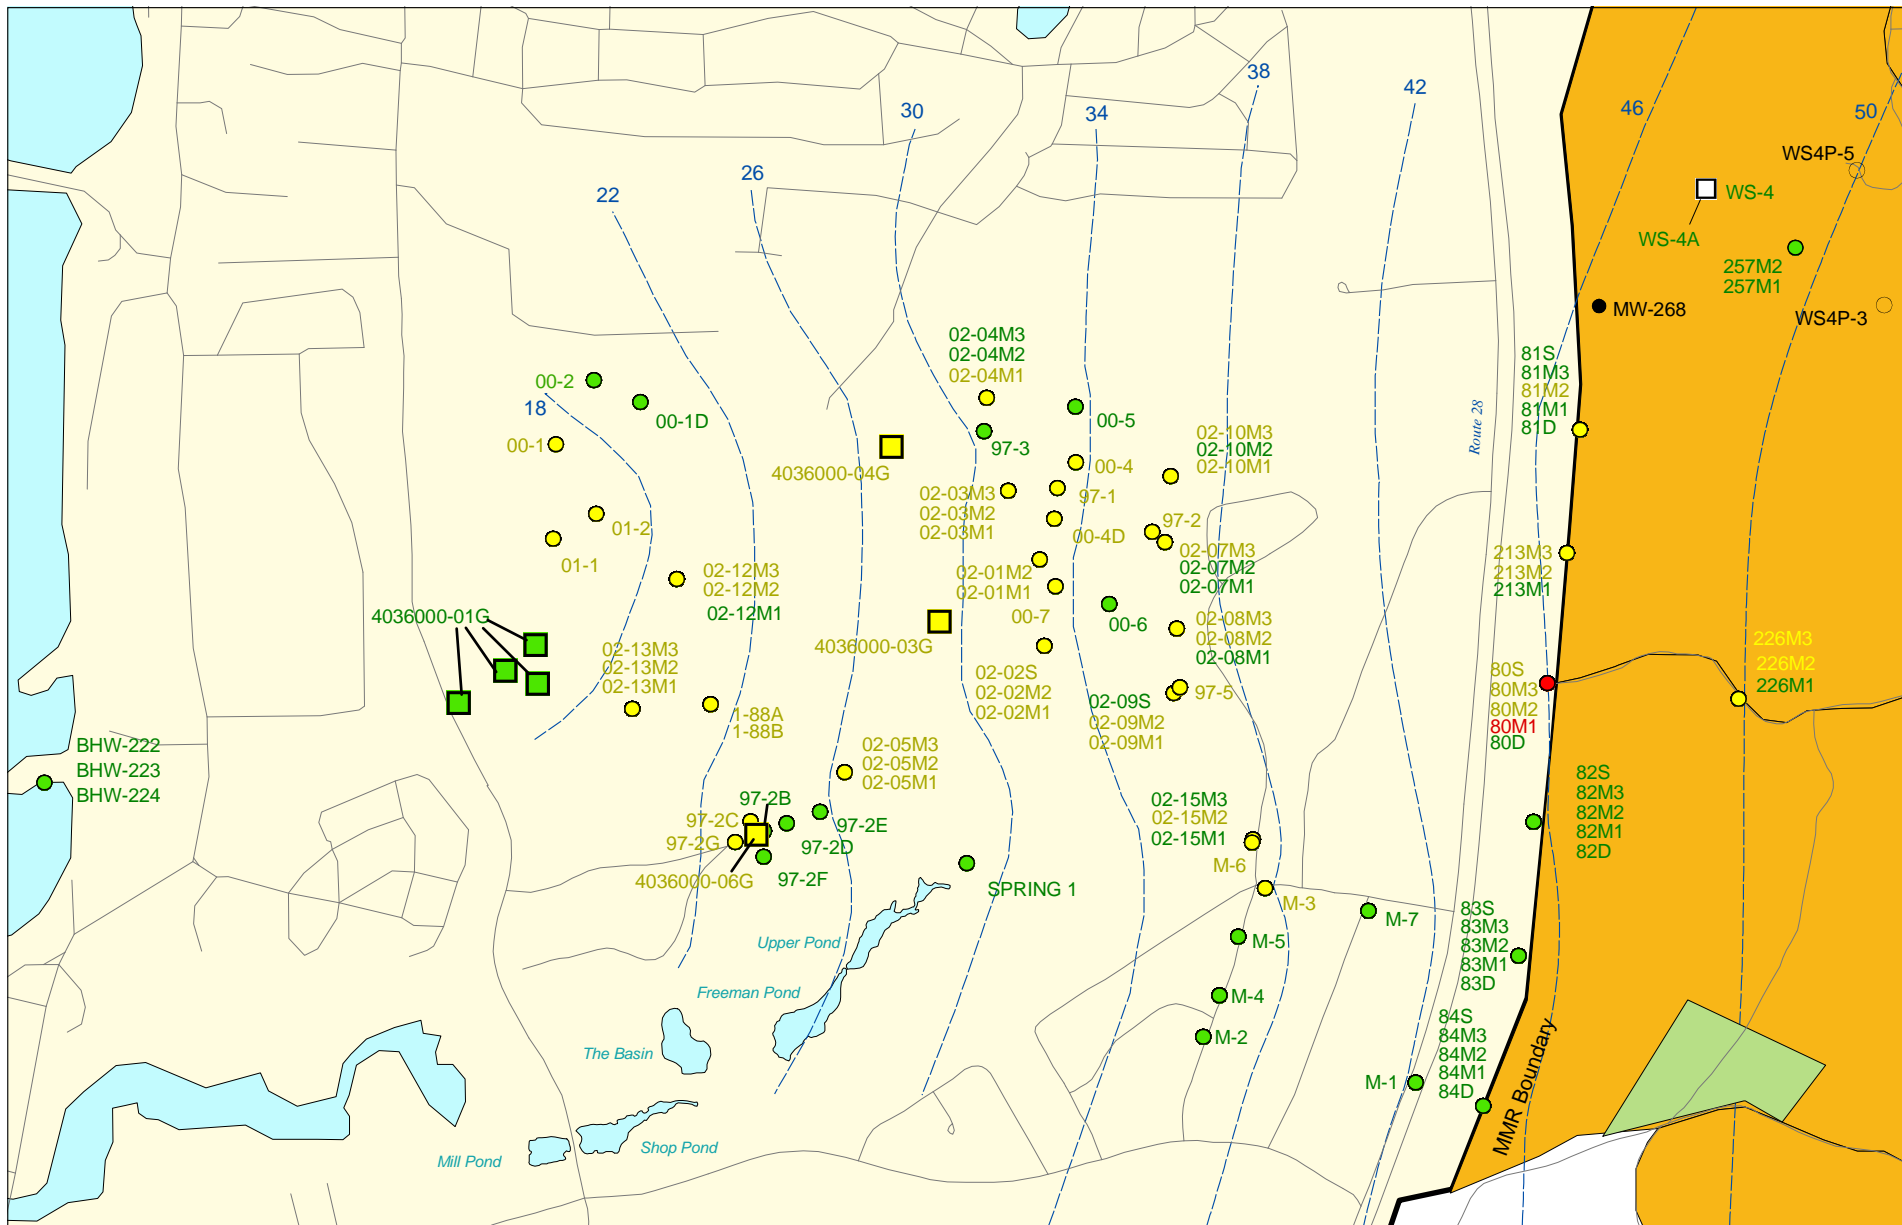 38
42
30
34
46
50
WS4P-5
26
22
WS-4
WS-4A
257M2
257M1
MW-268
WS4P-3
02-04M3
02-04M2
02-04M1
81S
81M3
81M2
81M1
81D
00-2
18
00-1D
00-5
Route 28
00-1
97-3
02-10M3
02-10M2
02-10M1
4036000-04G
00-4
02-03M3
02-03M2
02-03M1
97-1
01-2
00-4D
97-2
01-1
02-07M3
02-07M2
02-07M1
213M3
213M2
213M1
02-12M3
02-12M2
02-12M1
02-01M2
02-01M1
4036000-01G
00-7
00-6
02-08M3
02-08M2
02-08M1
4036000-03G
226M3
226M2
226M1
02-13M3
02-13M2
02-13M1
02-02S
02-02M2
02-02M1
97-5
80S
80M3
80M2
80M1
80D
02-09S
02-09M2
02-09M1
1-88A
1-88B
BHW-222
BHW-223
BHW-224
02-05M3
02-05M2
02-05M1
82S
82M3
82M2
82M1
82D
97-2B
97-2C
97-2E
02-15M3
02-15M2
02-15M1
97-2G
97-2D
M-6
4036000-06G
97-2F
SPRING 1
M-3
M-7
83S
83M3
83M2
83M1
83D
Upper Pond
M-5
Freeman Pond
M-4
84S
84M3
84M2
84M1
84D
M-2
The Basin
M-1
MMR Boundary
Shop Pond
Mill Pond